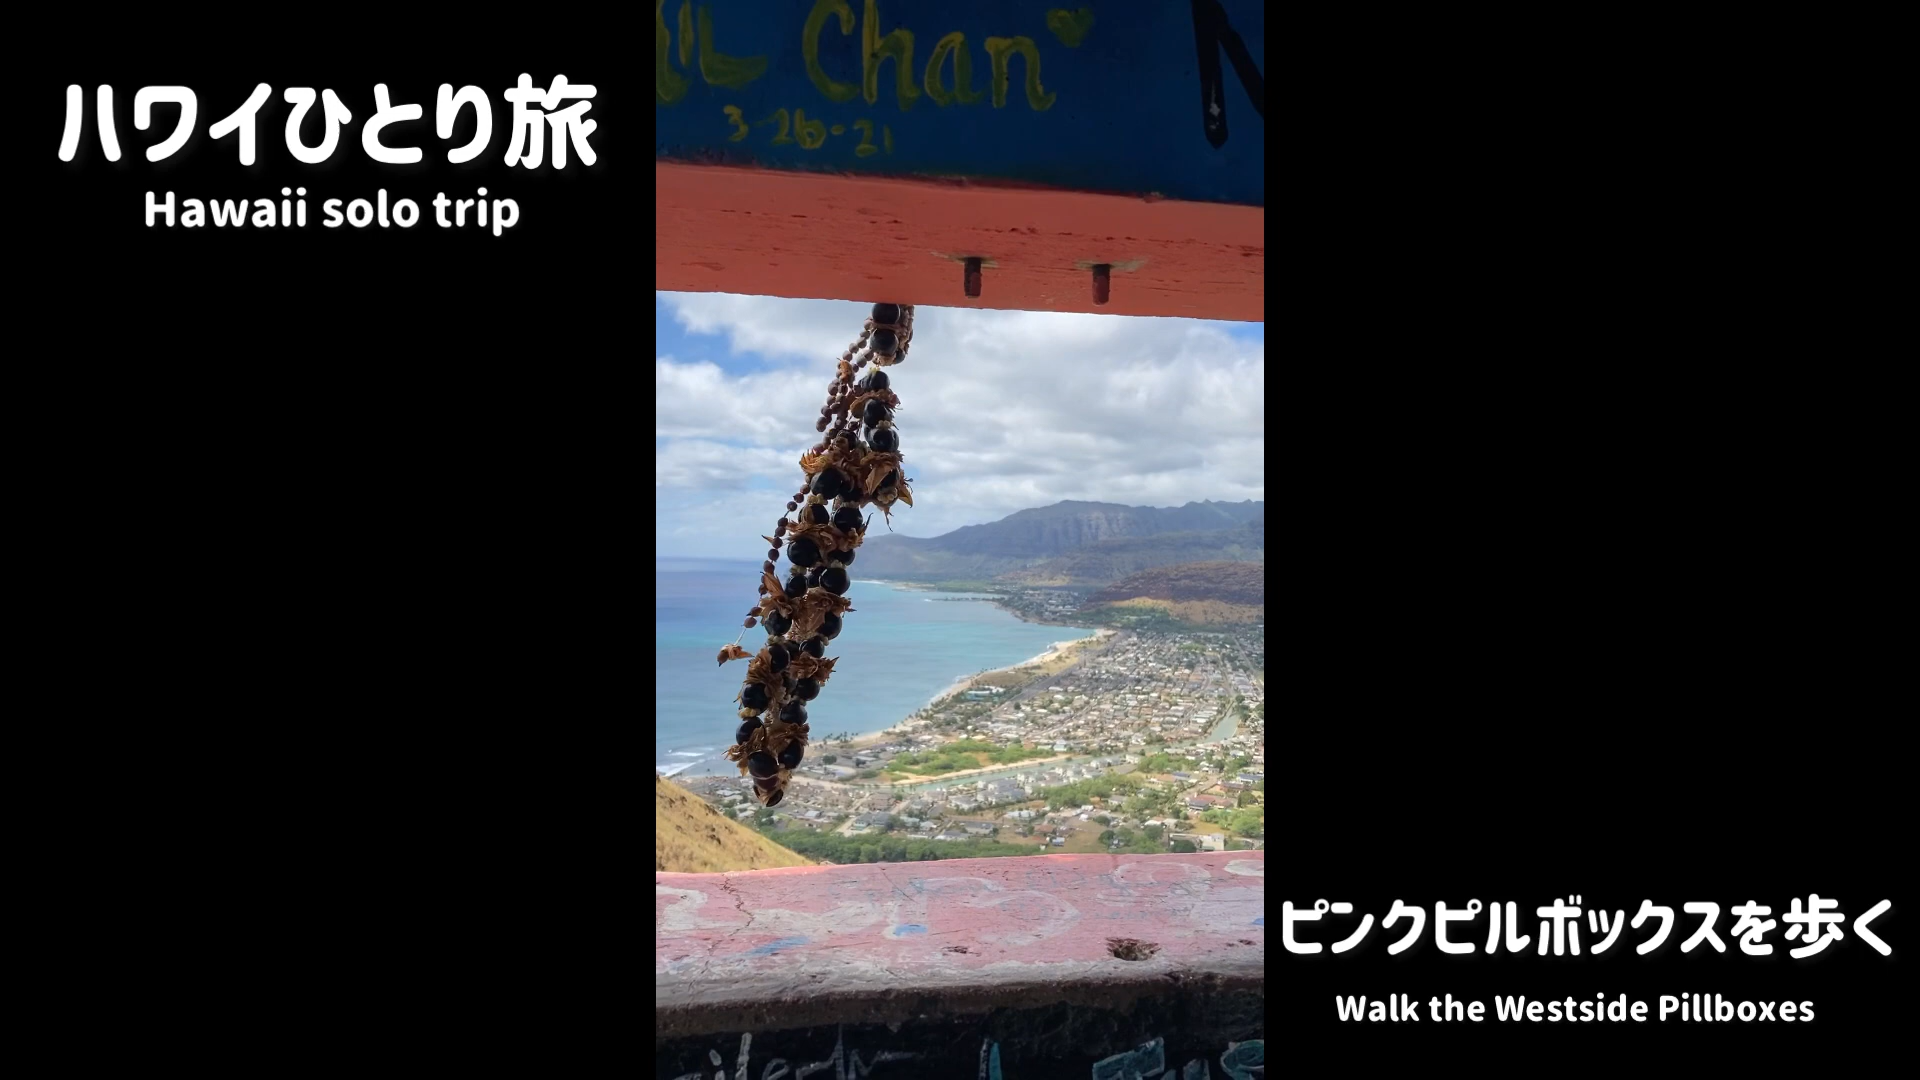 ハワイひとり旅
Hawaii solo trip
Chan
3-26-21
ピンクピルボックスを歩く
Walk the Westside Pillboxes